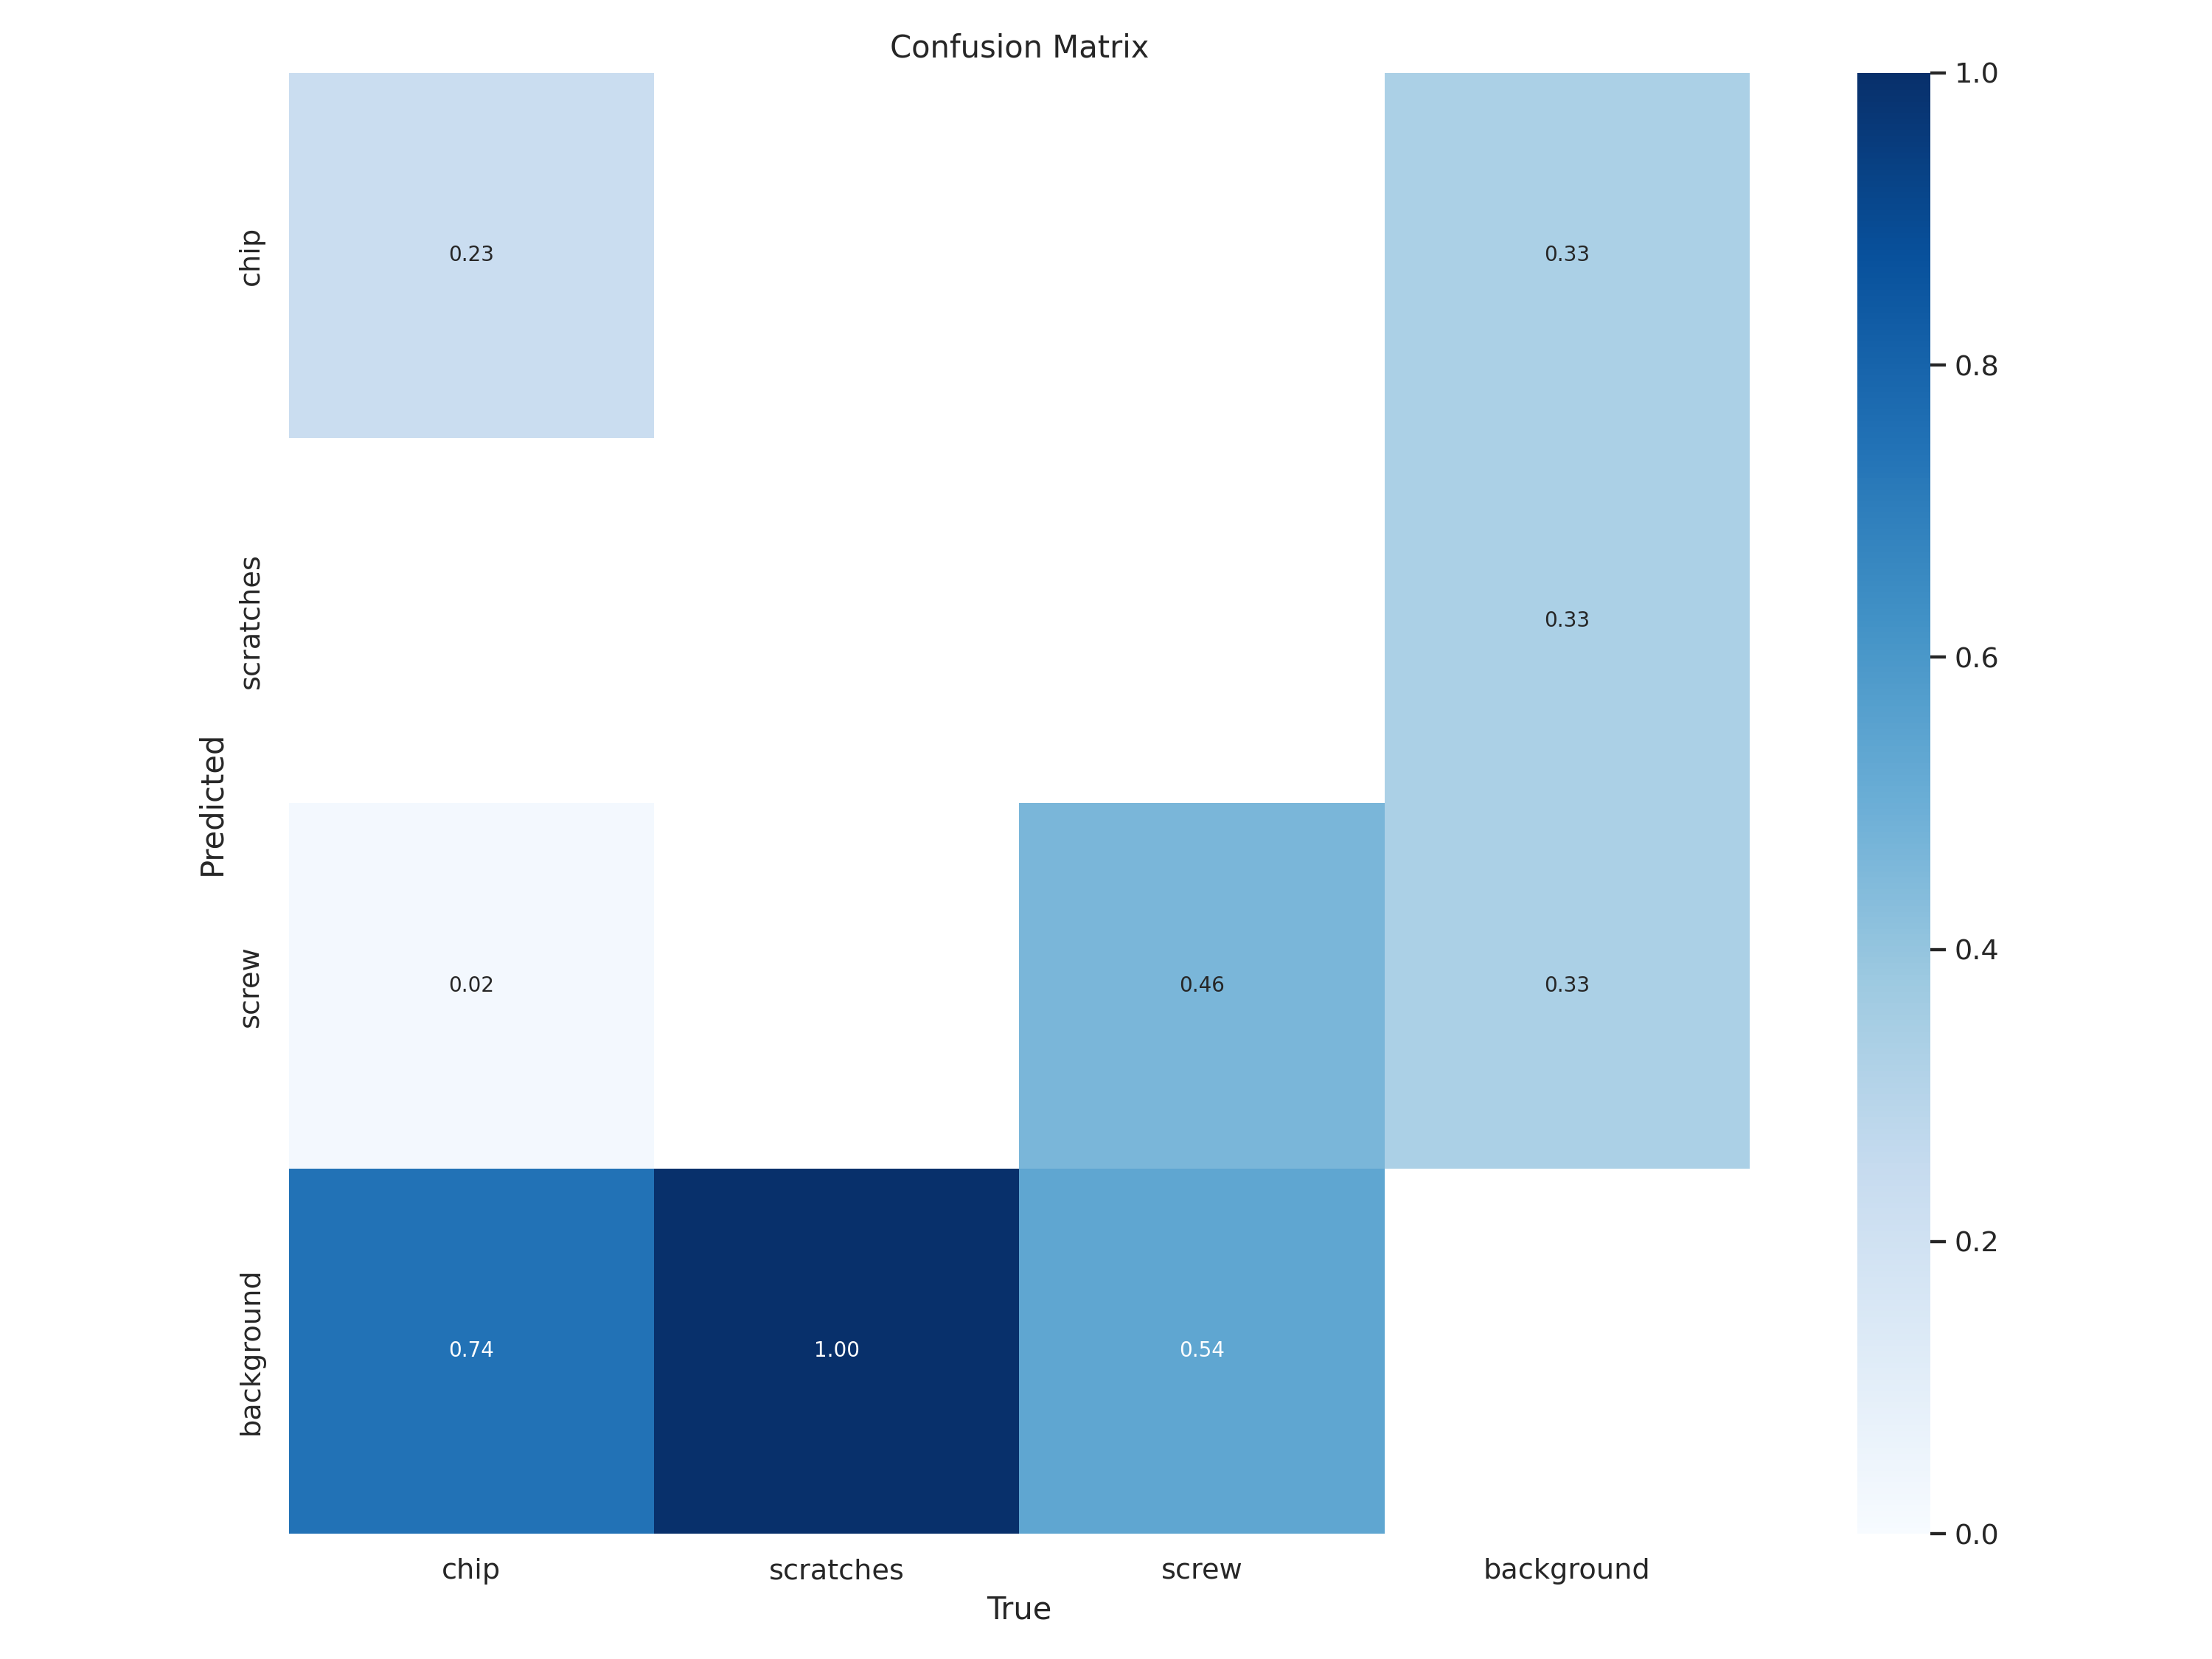 Confusion Matrix
Predicted
chip
scratches
screw
background
0.23
0.33
0.33
0.02
0.46
0.33
0.74
1.00
0.54
chip
scratches
screw
background
True
1.0
0.8
0.6
0.4
0.2
0.0